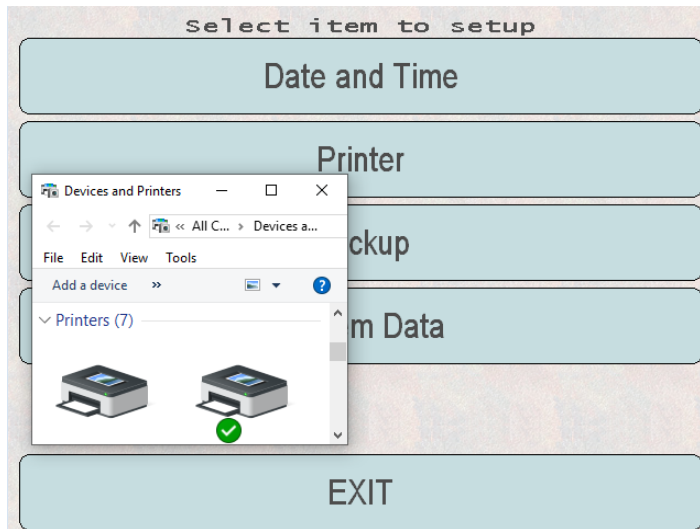 Select item to setup
Date and Time
Printer
Devices and Printers
« All C... › Devices a...
File Edit View Tools
Add a device »
Printers (7)
ckup
m Data
EXIT